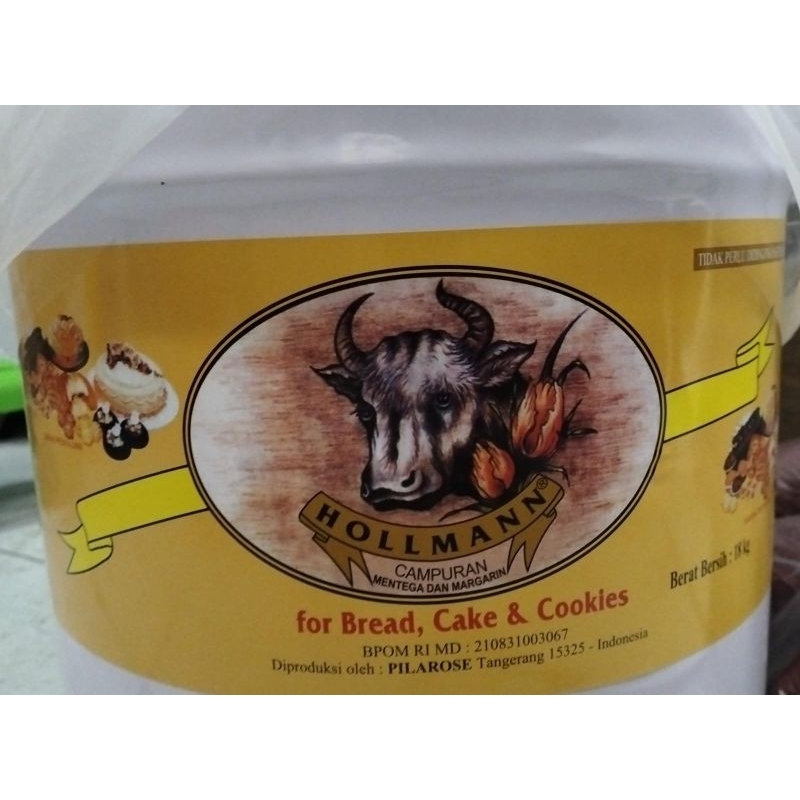 TIDAK PERLU
HOLLMANN®
CAMPURAN
MENTEGA DAN MARGARIN
Berat Bersih : 18 kg
for Bread, Cake & Cookies
BPOM RI MD : 210831003067
Diproduksi oleh : PILAROSE Tangerang 15325 - Indonesia